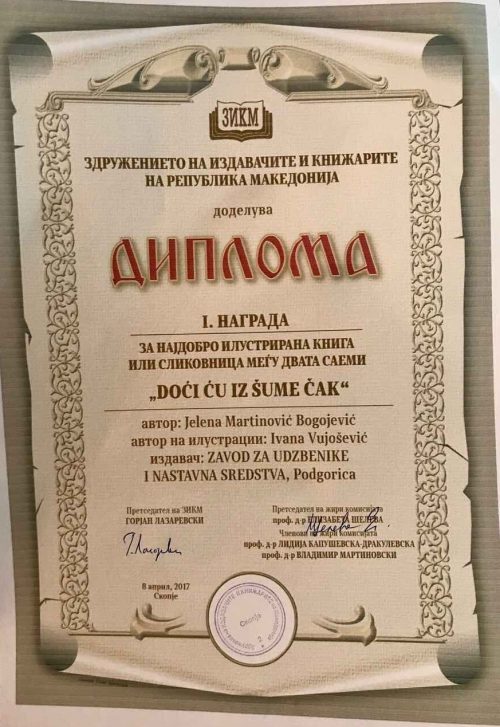 ЗИКМ
ЗДРУЖЕНИЕТО НА ИЗДАВАЧИТЕ И КНИЖАРИТЕ
НА РЕПУБЛИКА МАКЕДОНИЈА
доделува
ДИПЛОМА
I. НАГРАДА
ЗА НАЈДОБРО ИЛУСТРИРАНА КНИГА
ИЛИ СЛИКОВНИЦА МЕЃУ ДВАТА САЕМИ
„DOĆI ĆU IZ ŠUME ČAK“
автор: Jelena Martinović Bogojević
автор на илустрации: Ivana Vujošević
издавач: ZAVOD ZA UDZBENIKE
I NASTAVNA SREDSTVA, Podgorica
Претседател на ЗИКМ
ГОРЈАН ЛАЗАРЕВСКИ
Претседател на жири комисија
проф. д-р ЕЛИЗАБЕТА ШЕЛЕВА
Членови на жири комисијата
проф. д-р ЛИДИЈА КАПУШЕВСКА-ДРАКУЛЕВСКА
проф. д-р ВЛАДИМИР МАРТИНОВСКИ
8 април, 2017
Скопје
Скопје
2